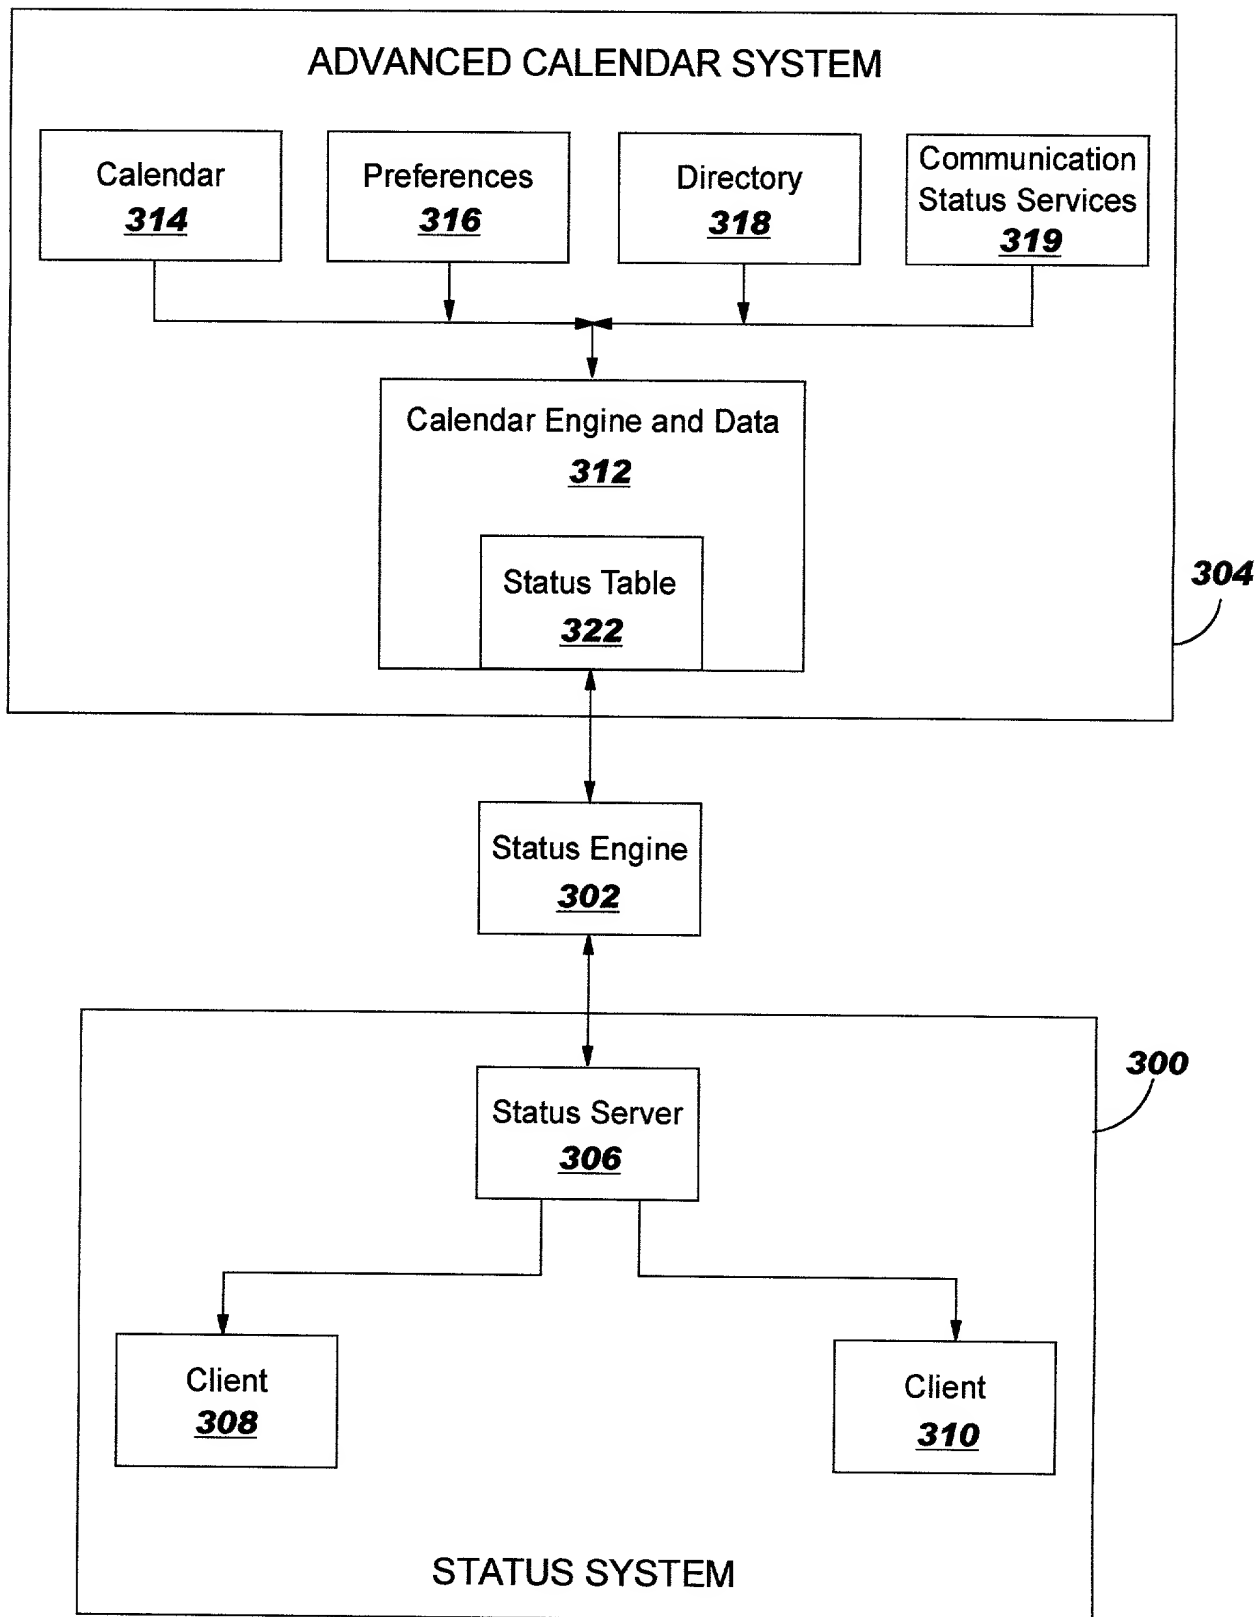 ADVANCED CALENDAR SYSTEM
Calendar
314
Preferences
316
Directory
318
Communication
Status Services
319
Calendar Engine and Data
312
Status Table
322
304
Status Engine
302
300
Status Server
306
Client
308
Client
310
STATUS SYSTEM